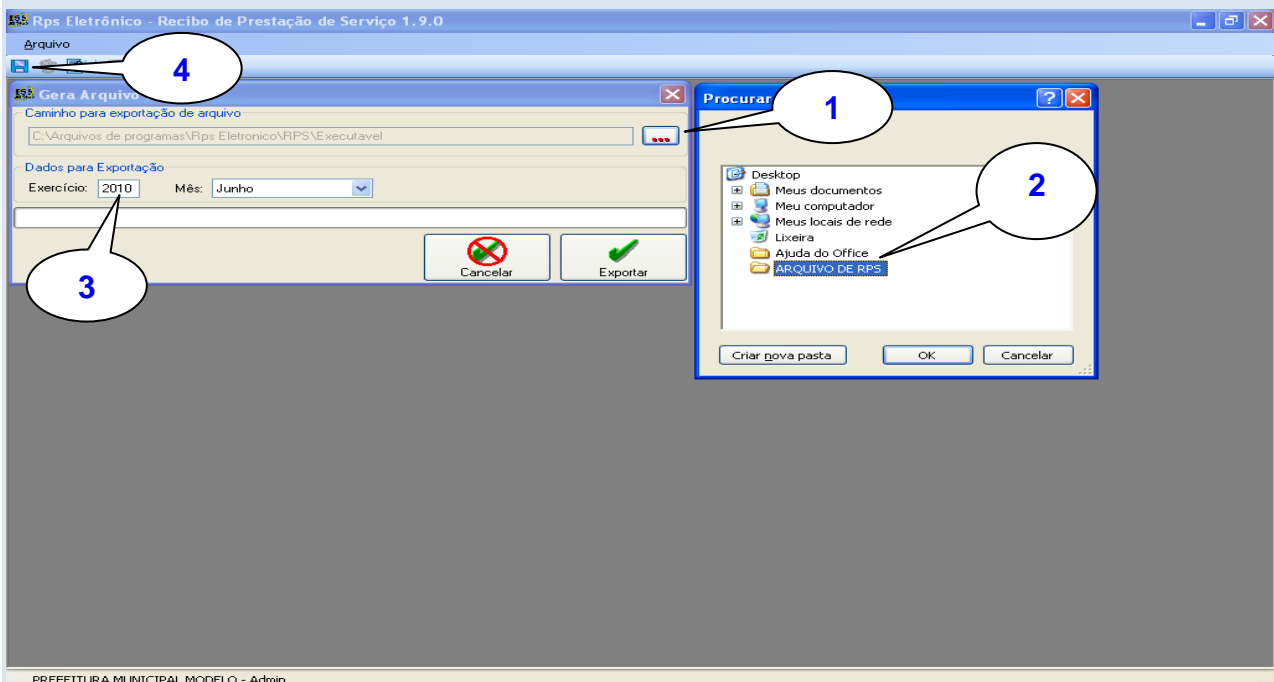 Rps Eletrônico - Recibo de Prestação de Serviço 1.9.0
Arquivo
4
Gera Arquivo
Caminho para exportação de arquivo
C:\Arquivos de programas\Rps Eletronico\RPS\Executavel
...
Dados para Exportação
Exercício: 2010 Mês: Junho
Cancelar Exportar
3
Procurar
1
Desktop
Meus documentos
Meu computador
Meus locais de rede
Lixeira
Ajuda do Office
ARQUIVO DE RPS
2
Criar nova pasta OK Cancelar
PREFEITURA MUNICIPAL MODELO - Admin